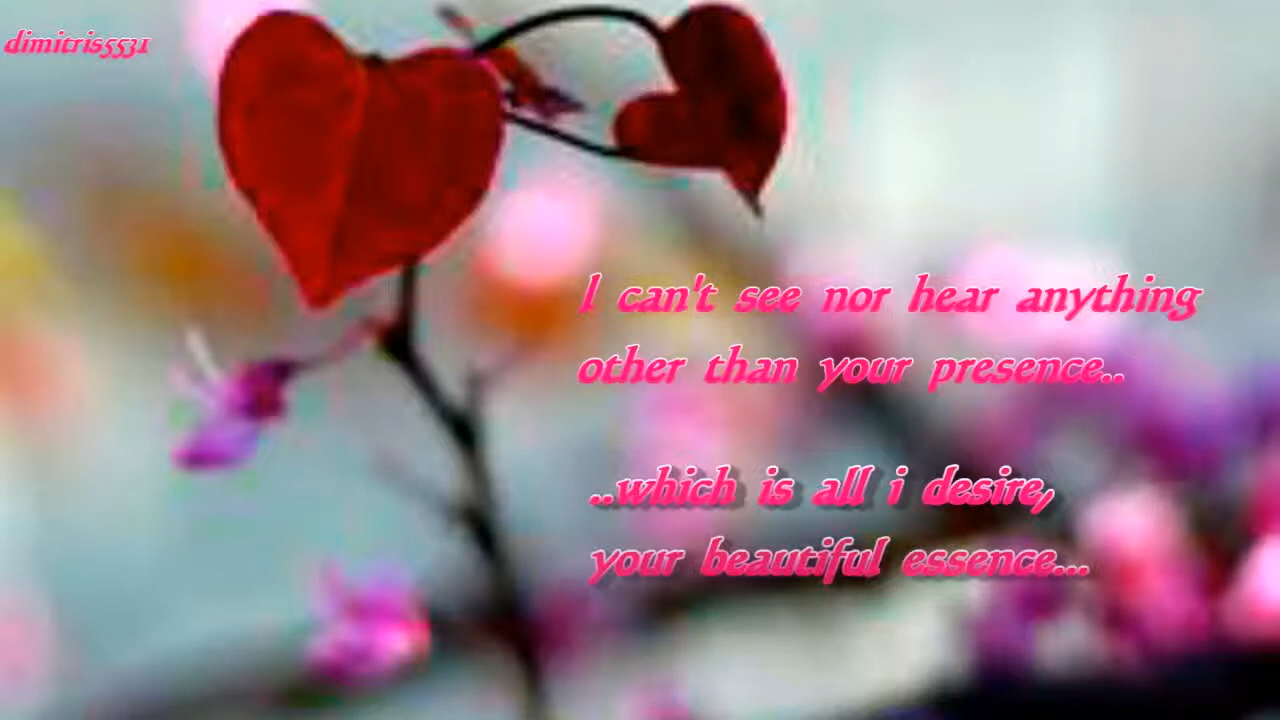 dimitris5531
I can't see nor hear anything
other than your presence..
..which is all i desire,
your beautiful essence...